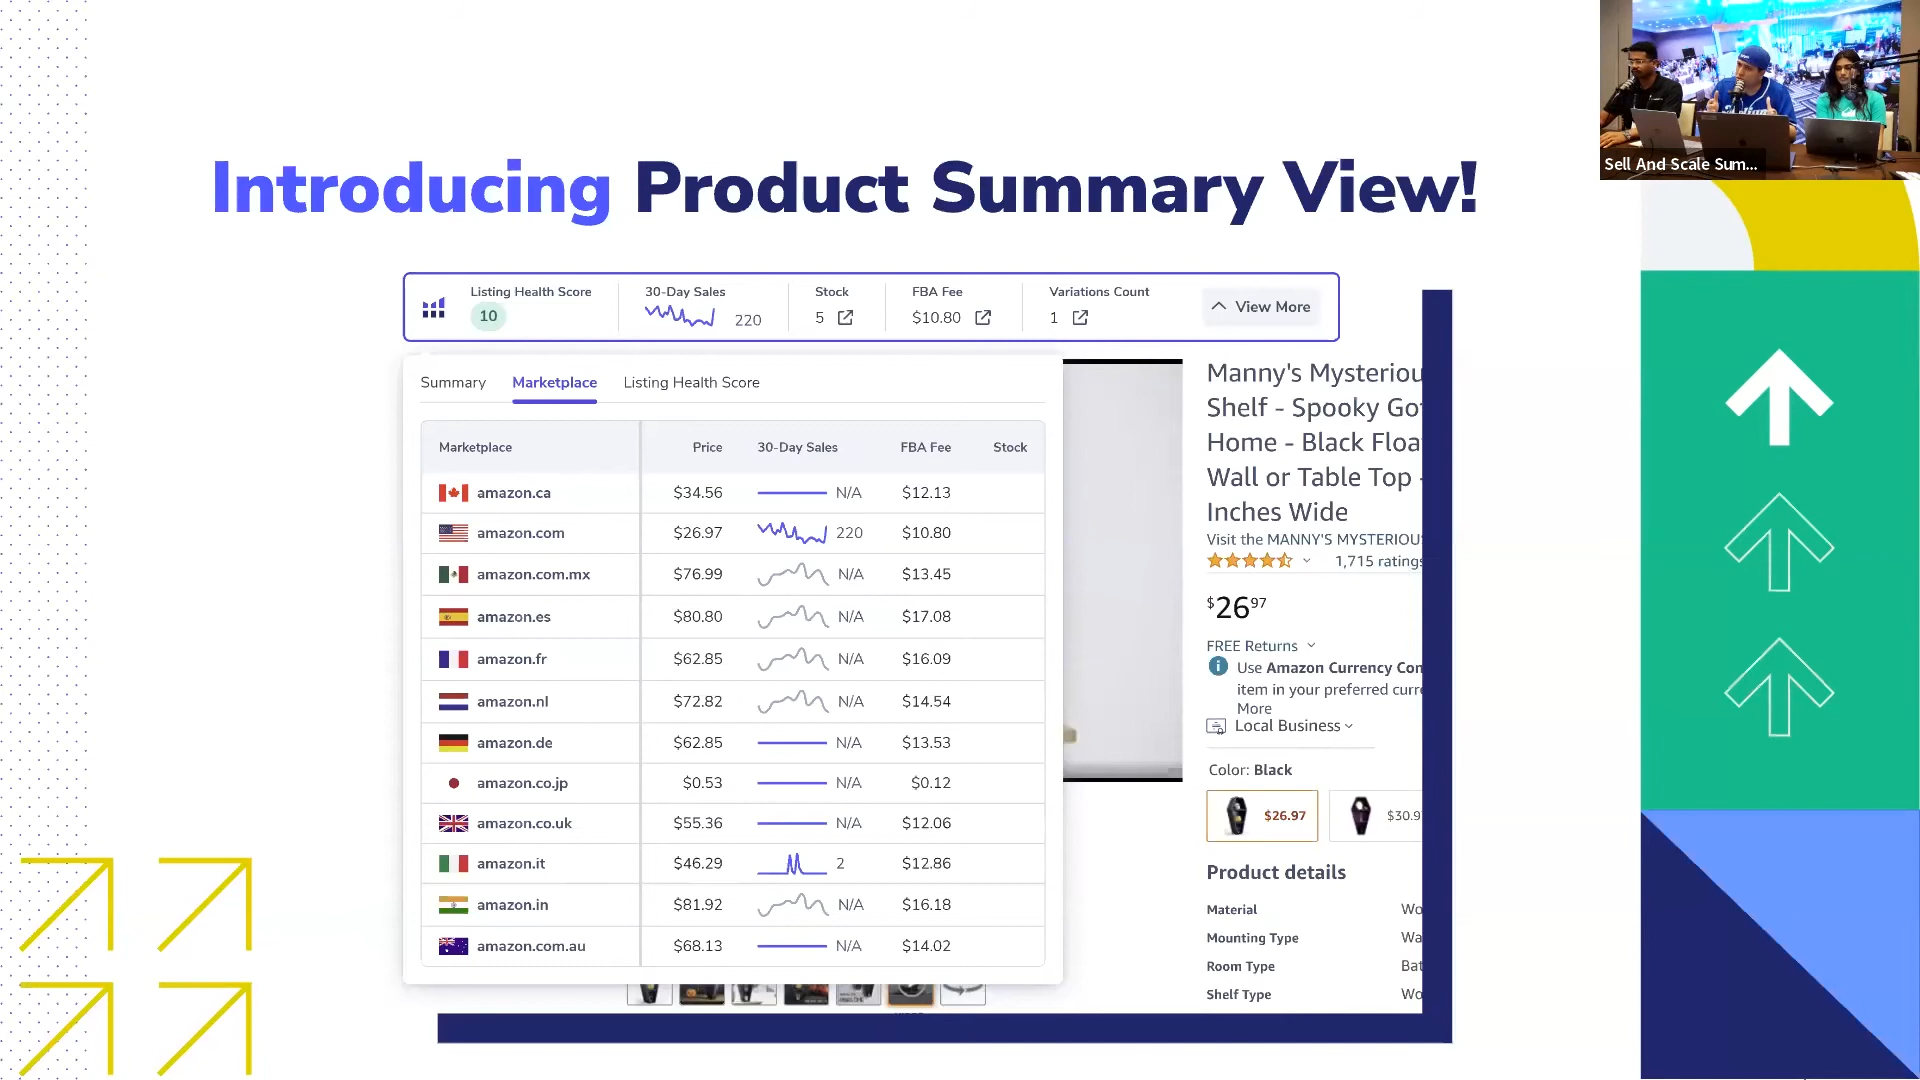 Introducing Product Summary View!
Sell And Scale Sum...
Listing Health Score
10
30-Day Sales
220
Stock
5
FBA Fee
$10.80
Variations Count
1
View More
Summary
Marketplace
Listing Health Score
Marketplace Price 30-Day Sales FBA Fee Stock
amazon.ca $34.56 N/A $12.13
amazon.com $26.97 220 $10.80
amazon.com.mx $76.99 N/A $13.45
amazon.es $80.80 N/A $17.08
amazon.fr $62.85 N/A $16.09
amazon.nl $72.82 N/A $14.54
amazon.de $62.85 N/A $13.53
amazon.co.jp $0.53 N/A $0.12
amazon.co.uk $55.36 N/A $12.06
amazon.it $46.29 2 $12.86
amazon.in $81.92 N/A $16.18
amazon.com.au $68.13 N/A $14.02
Manny's Mysteriou
Shelf - Spooky Go
Home - Black Floa
Wall or Table Top -
Inches Wide
Visit the MANNY'S MYSTERIOU
1,715 ratings
$26 97
FREE Returns
Use Amazon Currency Con
item in your preferred curr
More
Local Business
Color: Black
$26.97
$30.9
Product details
Material Wo
Mounting Type Wa
Room Type Bat
Shelf Type Wo